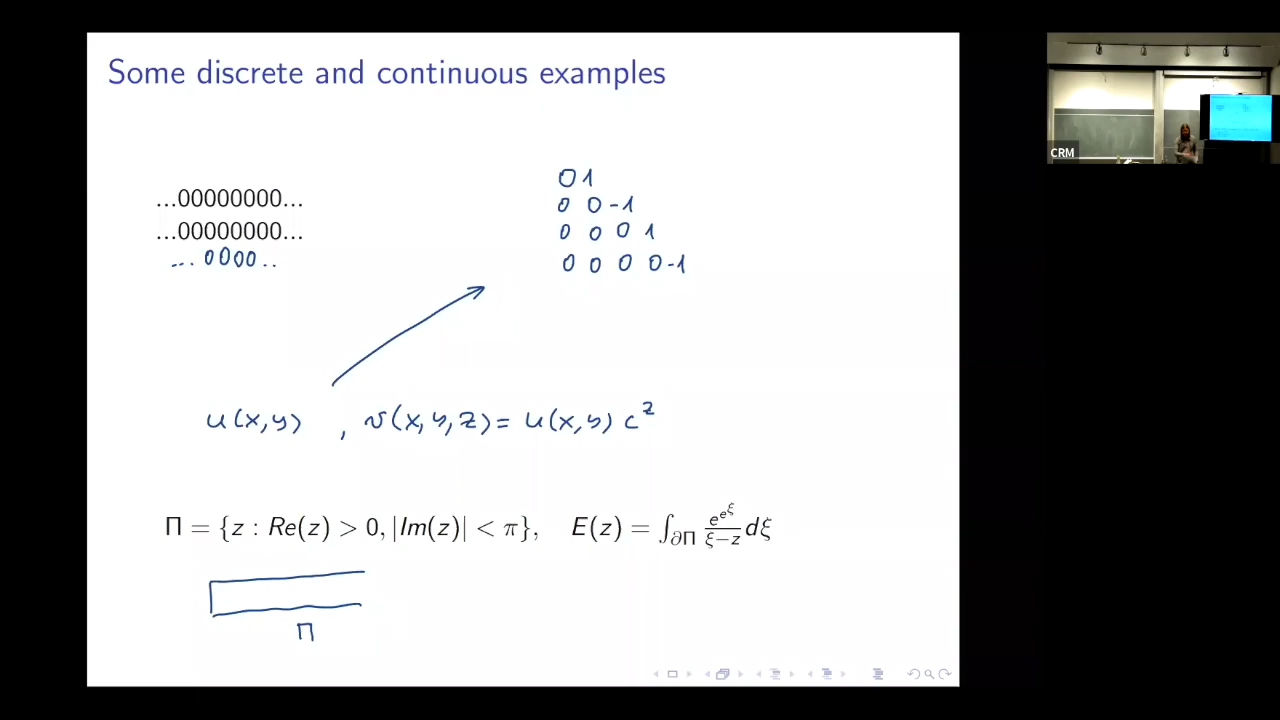 Some discrete and continuous examples
...00000000...
...00000000...
... 0000 ..
0 1
0 0 -1
0 0 0 1
0 0 0 0 -1
u(x,y) , v(x,y,z) = u(x,y) c^z
Π = {z : Re(z) > 0, |Im(z)| < π}, E(z) = ∫_{∂Π} \frac{e^{e^ξ}}{ξ−z} dξ
Π
CRM